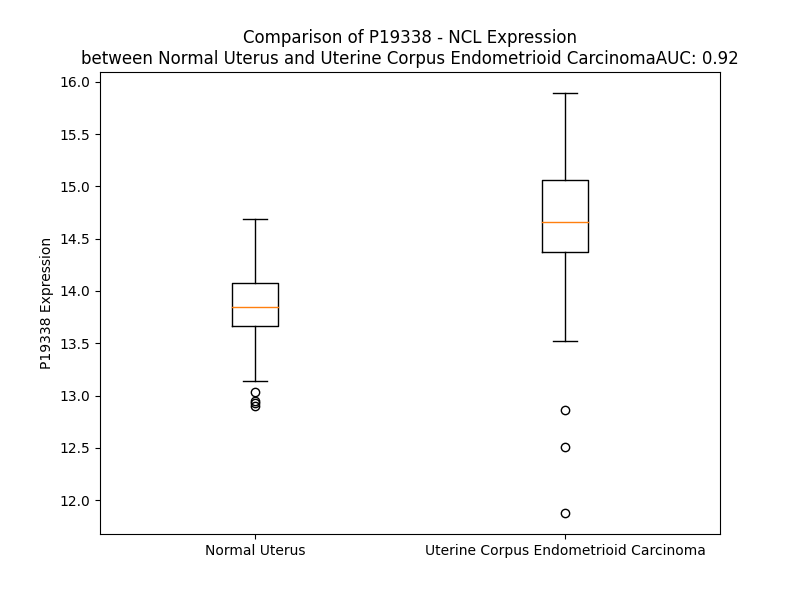 Comparison of P19338 - NCL Expression
between Normal Uterus and Uterine Corpus Endometrioid CarcinomaAUC: 0.92
16.0
15.5
15.0
14.5
14.0
13.5
13.0
12.5
12.0
P19338 Expression
Normal Uterus
Uterine Corpus Endometrioid Carcinoma